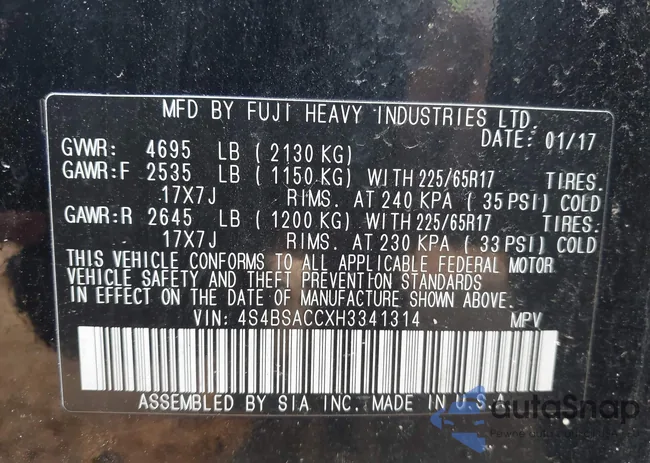 MFD BY FUJI HEAVY INDUSTRIES LTD.
DATE: 01/17
GVWR: 4695 LB (2130 KG)
GAWR:F 2535 LB (1150 KG) WITH 225/65R17 TIRES.
17X7J RIMS. AT 240 KPA (35 PSI) COLD
GAWR:R 2645 LB (1200 KG) WITH 225/65R17 TIRES.
17X7J RIMS. AT 230 KPA (33 PSI) COLD
THIS VEHICLE CONFORMS TO ALL APPLICABLE FEDERAL MOTOR
VEHICLE SAFETY AND THEFT PREVENTION STANDARDS
IN EFFECT ON THE DATE OF MANUFACTURE SHOWN ABOVE.
VIN: 4S4BSACCXH3341314 MPV
ASSEMBLED BY SIA INC. MADE IN U.S.
autoSnap